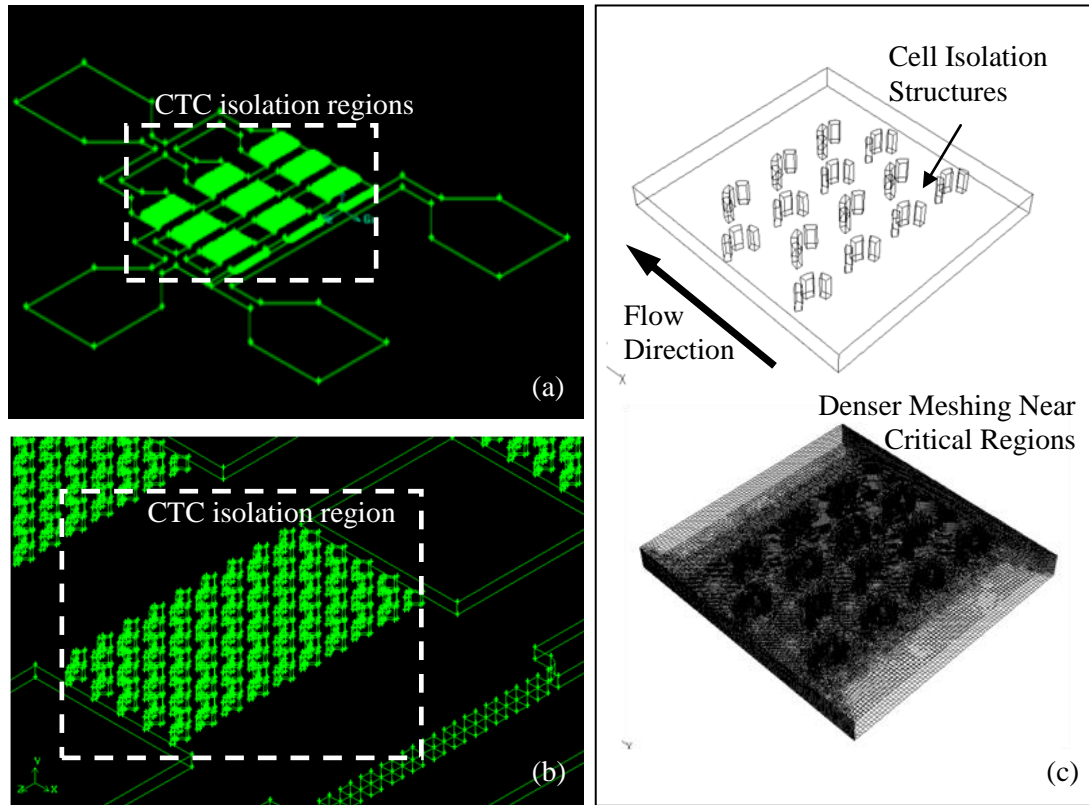 CTC isolation regions
(a)
CTC isolation region
Y
Z
X
(b)
Cell Isolation
Structures
Flow
Direction
X
Denser Meshing Near
Critical Regions
Y
(c)